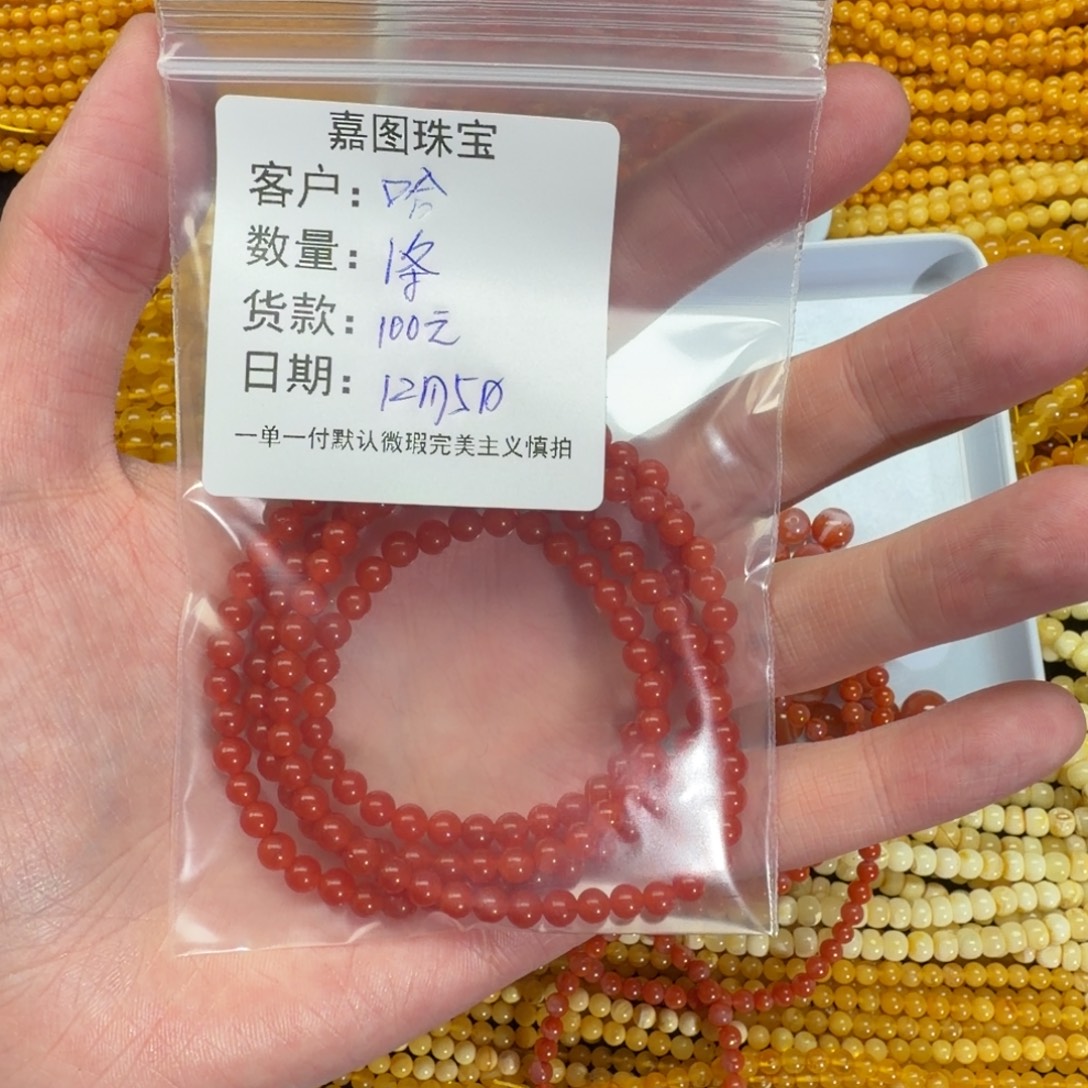 嘉图珠宝
客户：哈
数量：1条
货款：100元
日期：12月5日
一单一付默认微瑕完美主义慎拍